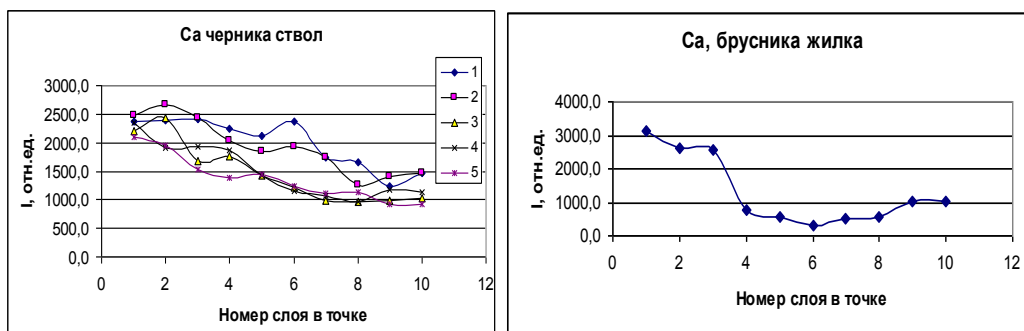 Са черника ствол
I, отн.ед.
3000,0
2500,0
2000,0
1500,0
1000,0
500,0
0,0
0 2 4 6 8 10 12
Номер слоя в точке
1
2
3
4
5
Са, брусника жилка
I, отн.ед.
4000,0
3000,0
2000,0
1000,0
0,0
0 2 4 6 8 10 12
Номер слоя в точке